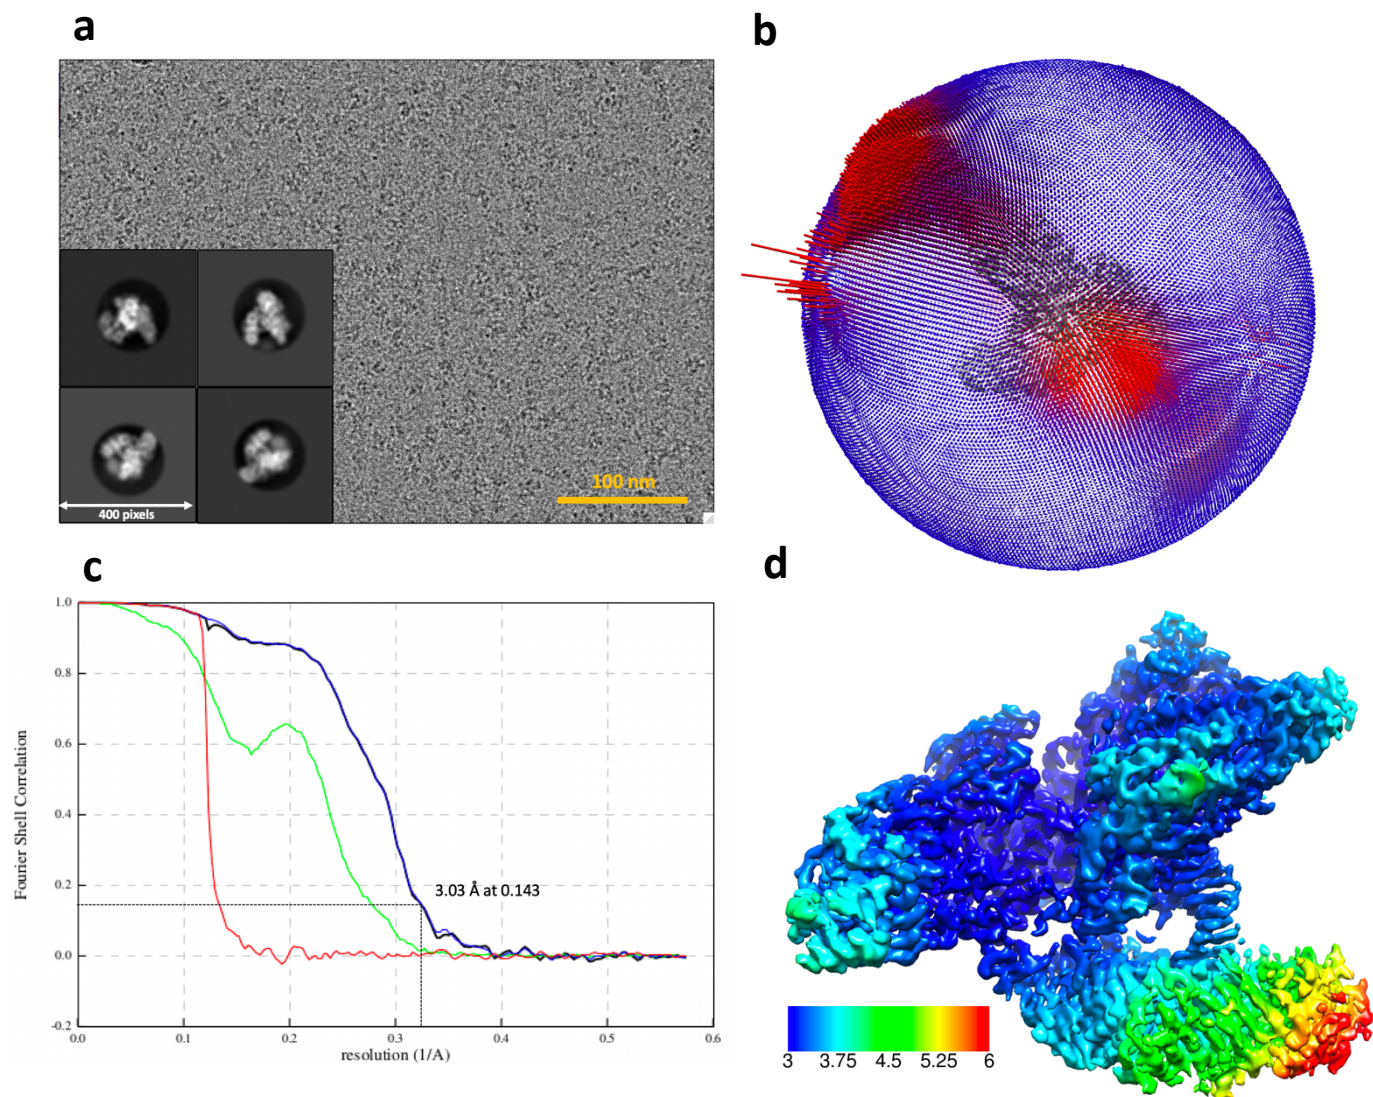 a
b
100 nm
400 pixels
c
d
1.0
0.8
0.6
0.4
0.2
0.0
-0.2
Fourier Shell Correlation
3.03 Å at 0.143
0.0 0.1 0.2 0.3 0.4 0.5 0.6
resolution (1/A)
3 3.75 4.5 5.25 6